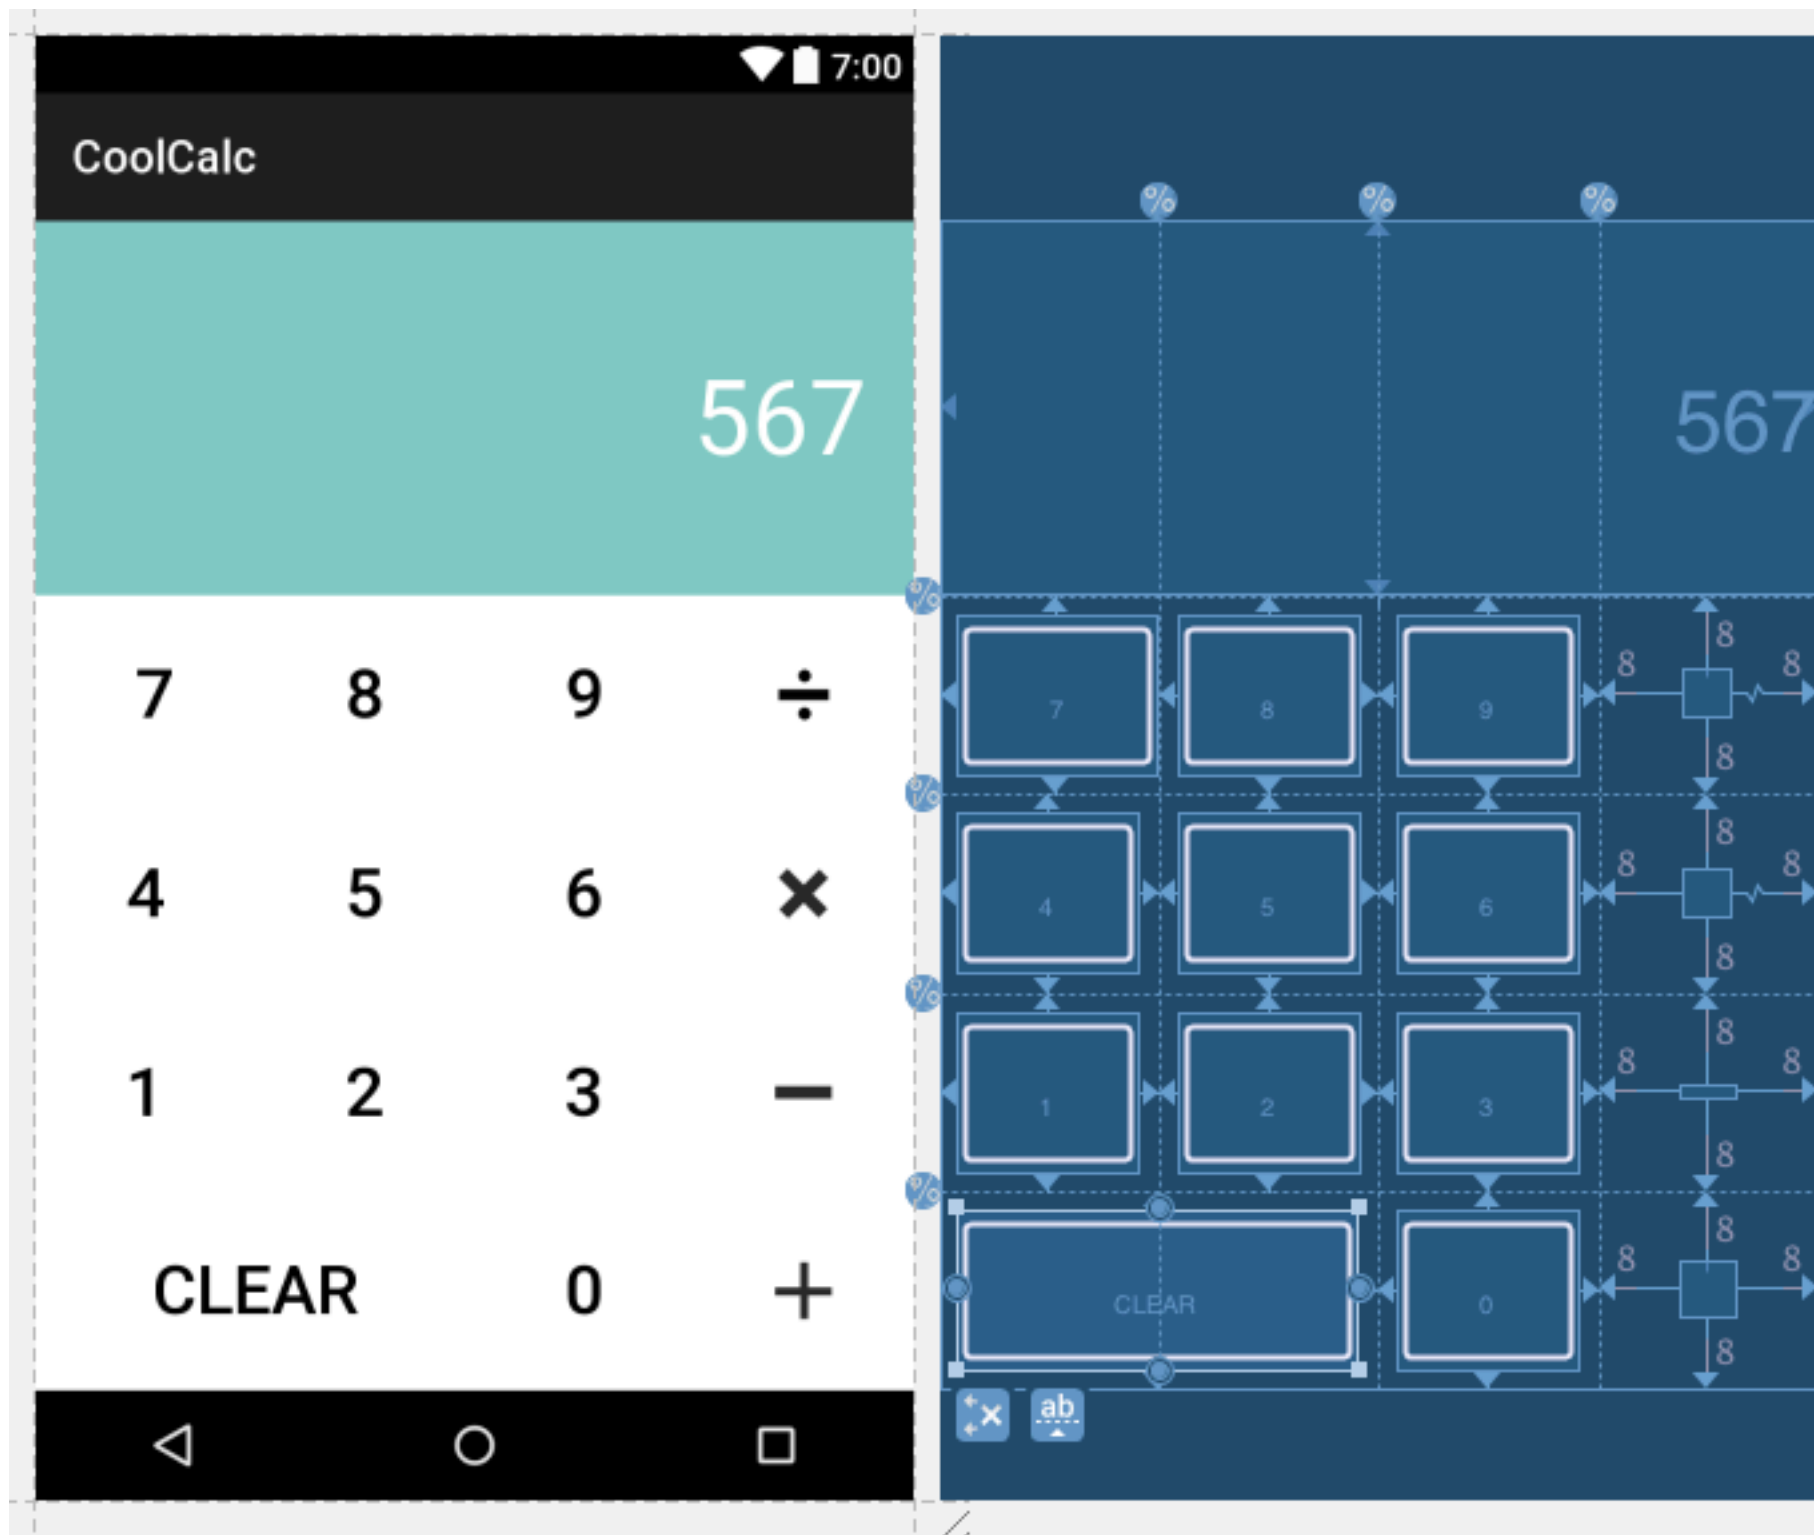 7:00
CoolCalc
567
7 8 9 ÷
4 5 6 ×
1 2 3 −
CLEAR 0 +
% % %
567
%
7 8 9 8 8 8 8
%
4 5 6 8 8 8 8
%
1 2 3 8 8 8 8
%
CLEAR 0 8 8 8 8
ab